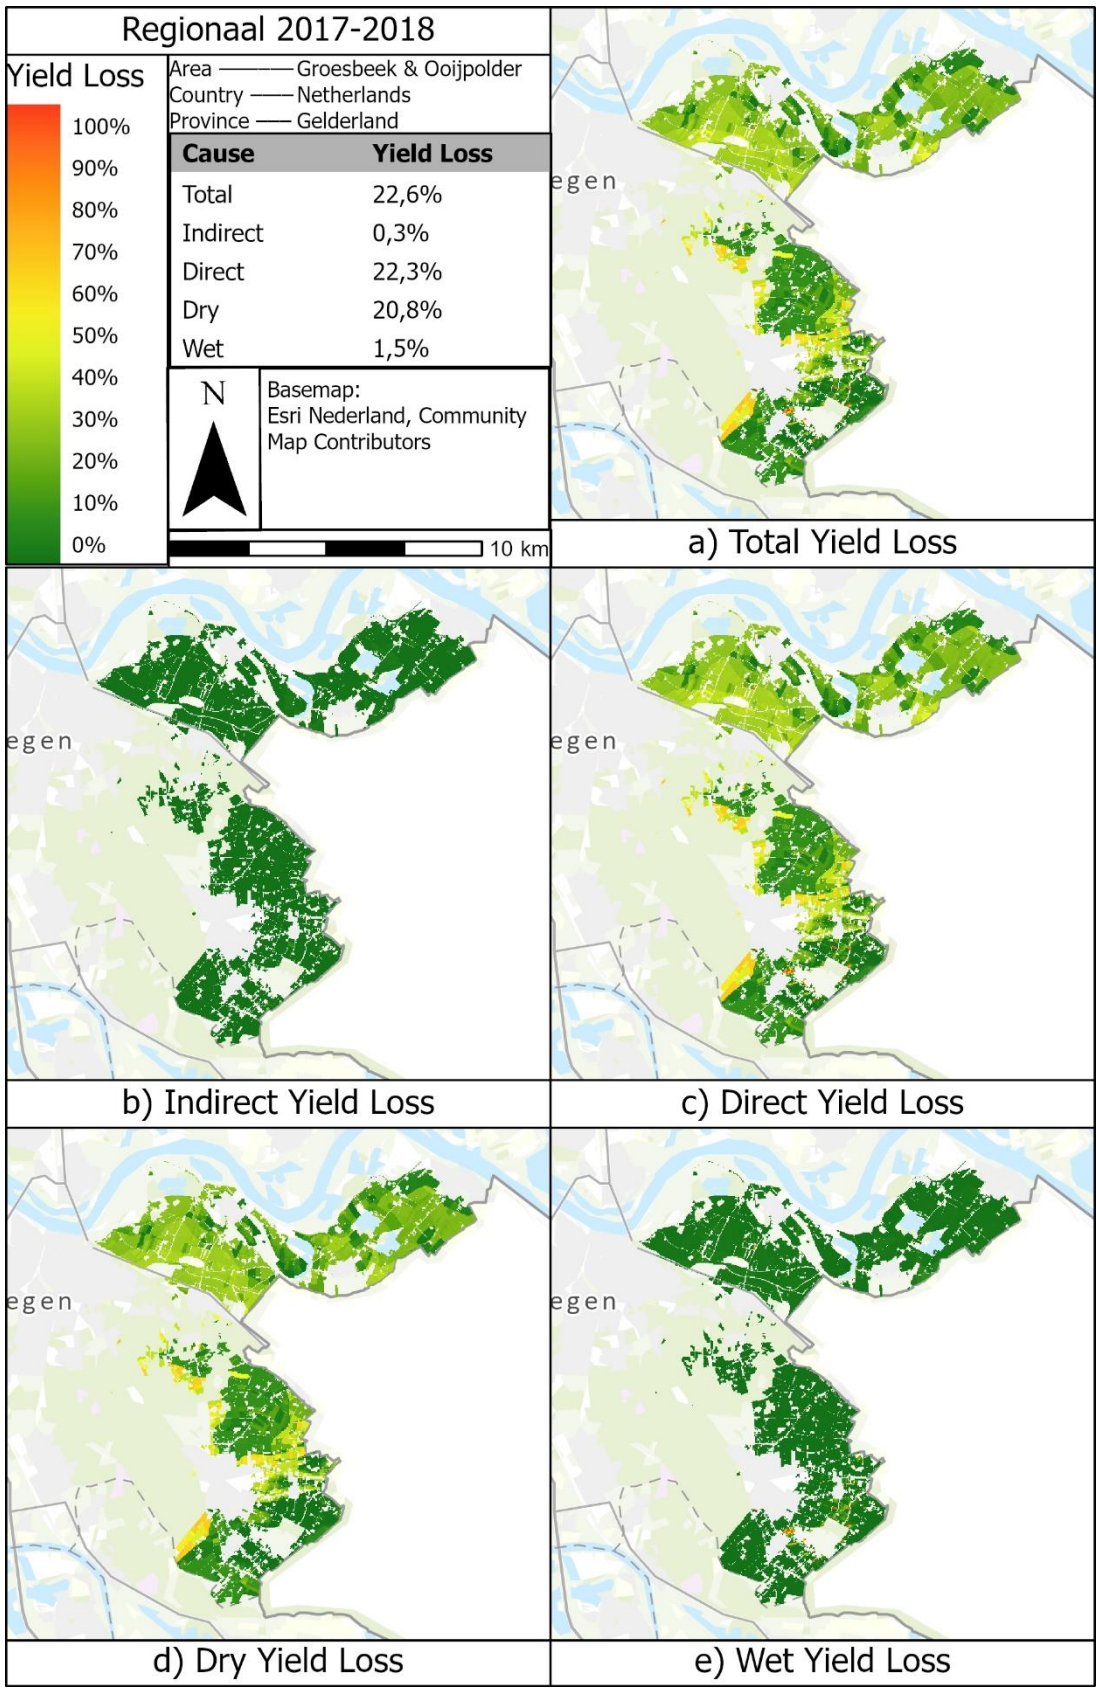 Regionaal 2017-2018
Yield Loss
100%
90%
80%
70%
60%
50%
40%
30%
20%
10%
0%
Area ——— Groesbeek & Ooijpolder
Country —— Netherlands
Province —— Gelderland
Cause Yield Loss
Total 22,6%
Indirect 0,3%
Direct 22,3%
Dry 20,8%
Wet 1,5%
N
Basemap:
Esri Nederland, Community
Map Contributors
10 km
egen
a) Total Yield Loss
egen
b) Indirect Yield Loss
egen
c) Direct Yield Loss
egen
d) Dry Yield Loss
egen
e) Wet Yield Loss